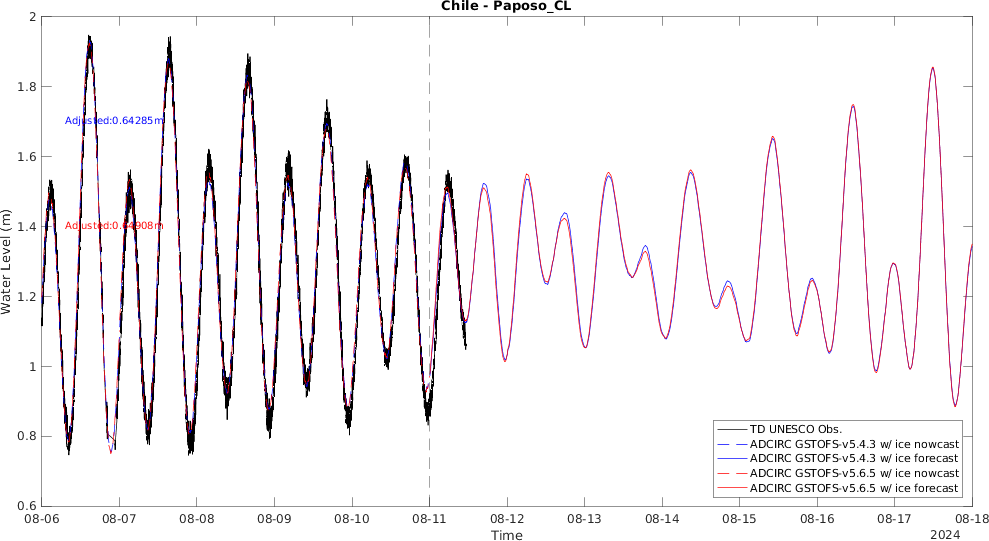 Chile - Paposo_CL
Water Level (m)
2
1.8
1.6
1.4
1.2
1
0.8
0.6
Adjusted:0.64285m
Adjusted:0.64908m
TD UNESCO Obs.
ADCIRC GSTOFS-v5.4.3 w/ ice nowcast
ADCIRC GSTOFS-v5.4.3 w/ ice forecast
ADCIRC GSTOFS-v5.6.5 w/ ice nowcast
ADCIRC GSTOFS-v5.6.5 w/ ice forecast
08-06 08-07 08-08 08-09 08-10 08-11 08-12 08-13 08-14 08-15 08-16 08-17 08-18
Time
2024